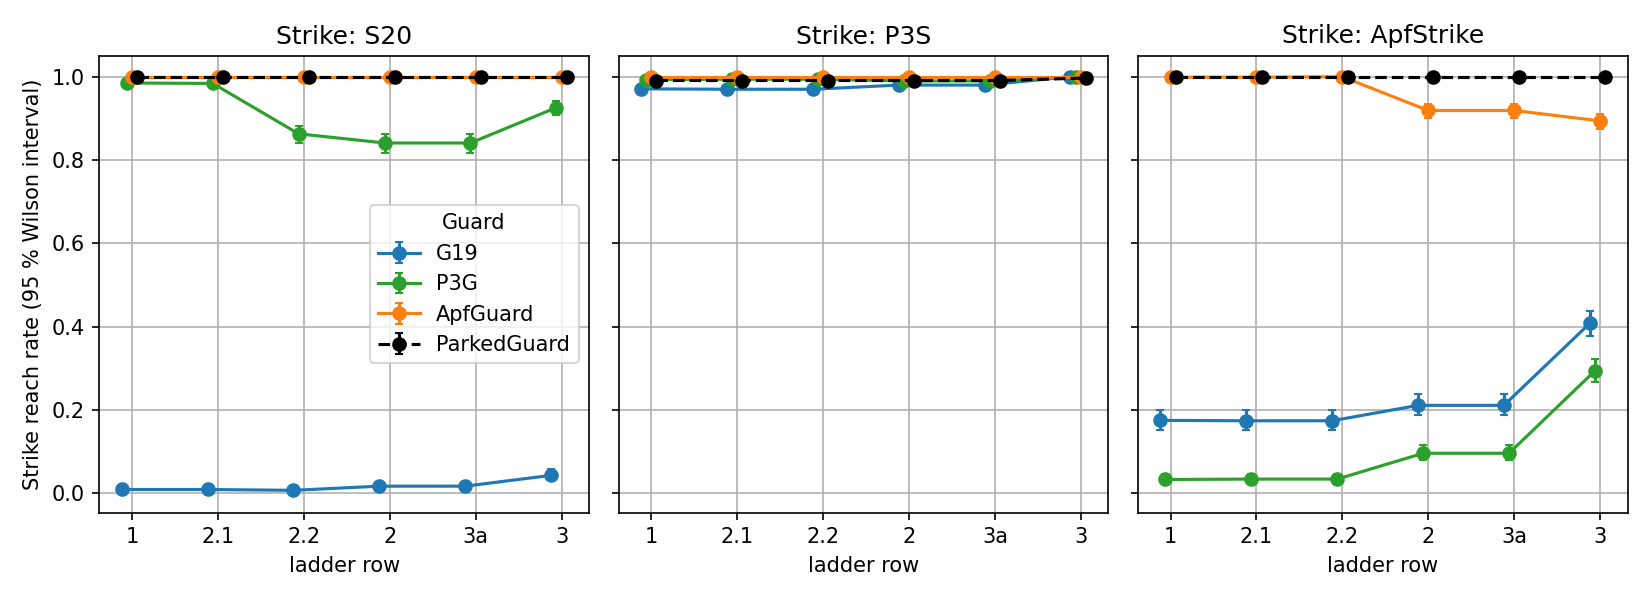 Strike: S20
Strike: P3S
Strike: ApfStrike
Strike reach rate (95 % Wilson interval)
1.0
0.8
0.6
0.4
0.2
0.0
Guard
G19
P3G
ApfGuard
ParkedGuard
1 2.1 2.2 2 3a 3
1 2.1 2.2 2 3a 3
1 2.1 2.2 2 3a 3
ladder row
ladder row
ladder row